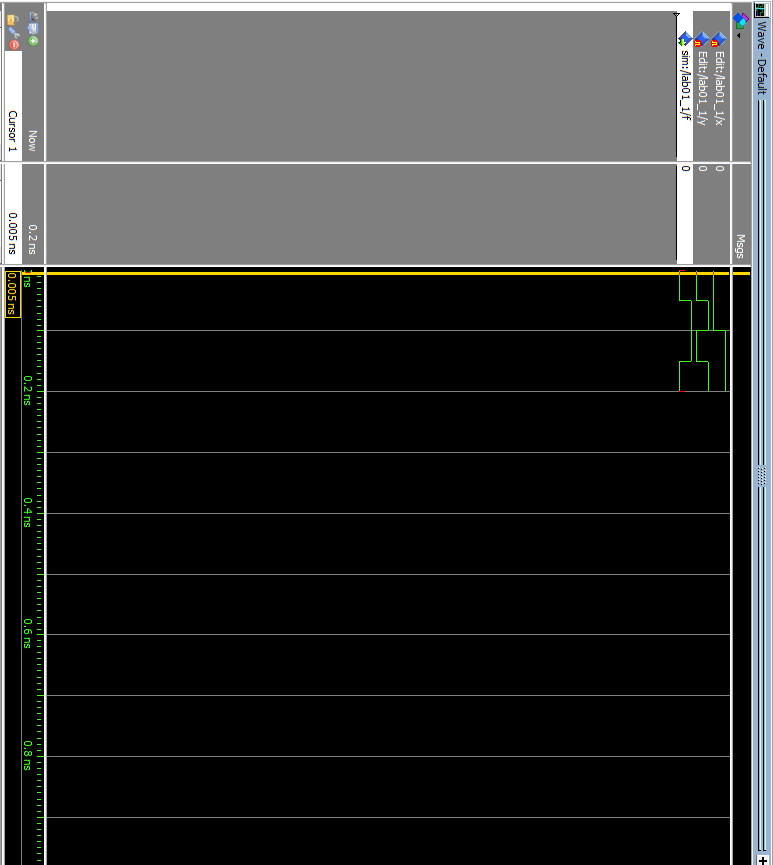 Wave - Default
Msgs
Edit:/lab01_1/x 0
Edit:/lab01_1/y 0
sim:/lab01_1/f 0
Now 0.2 ns
ns 0.2 ns 0.4 ns 0.6 ns 0.8 ns
Cursor 1 0.005 ns 0.005 ns